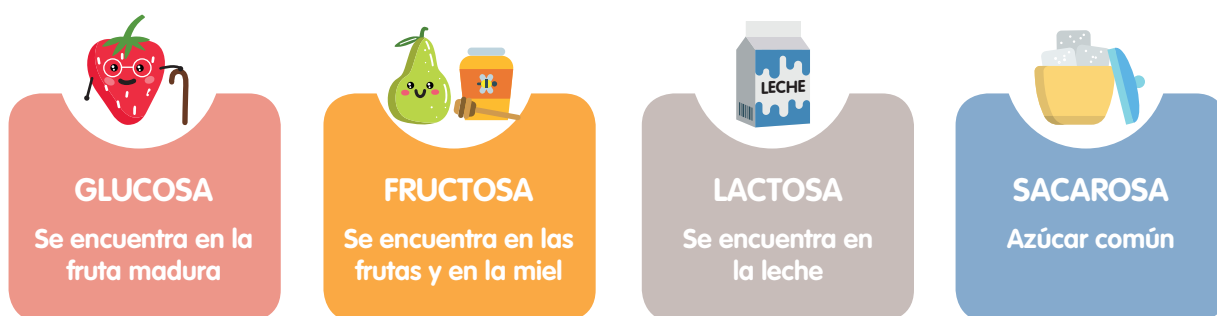 LECHE
GLUCOSA
Se encuentra en la
fruta madura
FRUCTOSA
Se encuentra en las
frutas y en la miel
LACTOSA
Se encuentra en
la leche
SACAROSA
Azúcar común